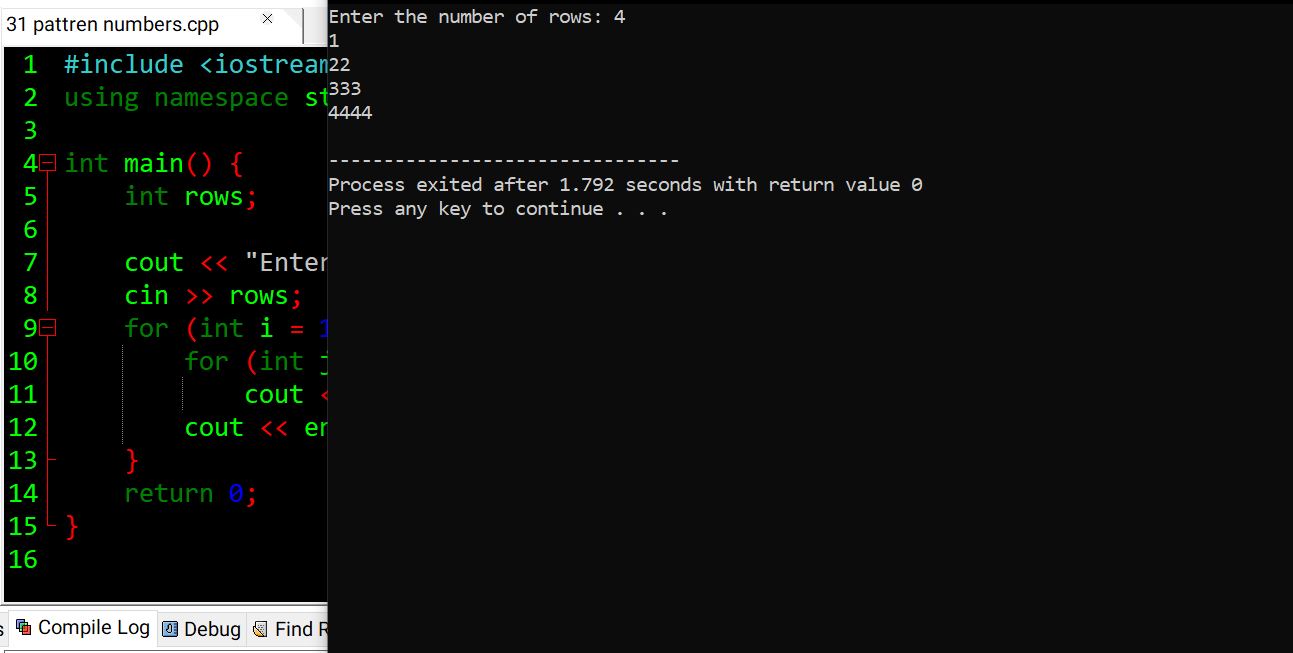 31 pattren numbers.cpp
1 #include <iostream
2 using namespace st
3
4 int main() {
5 int rows;
6
7 cout << "Enter
8 cin >> rows;
9 for (int i = 1
10 for (int j
11 cout <
12 cout << en
13 }
14 return 0;
15 }
16
Compile Log Debug Find R
Enter the number of rows: 4
1
22
333
4444
--------------------------------
Process exited after 1.792 seconds with return value 0
Press any key to continue . . .